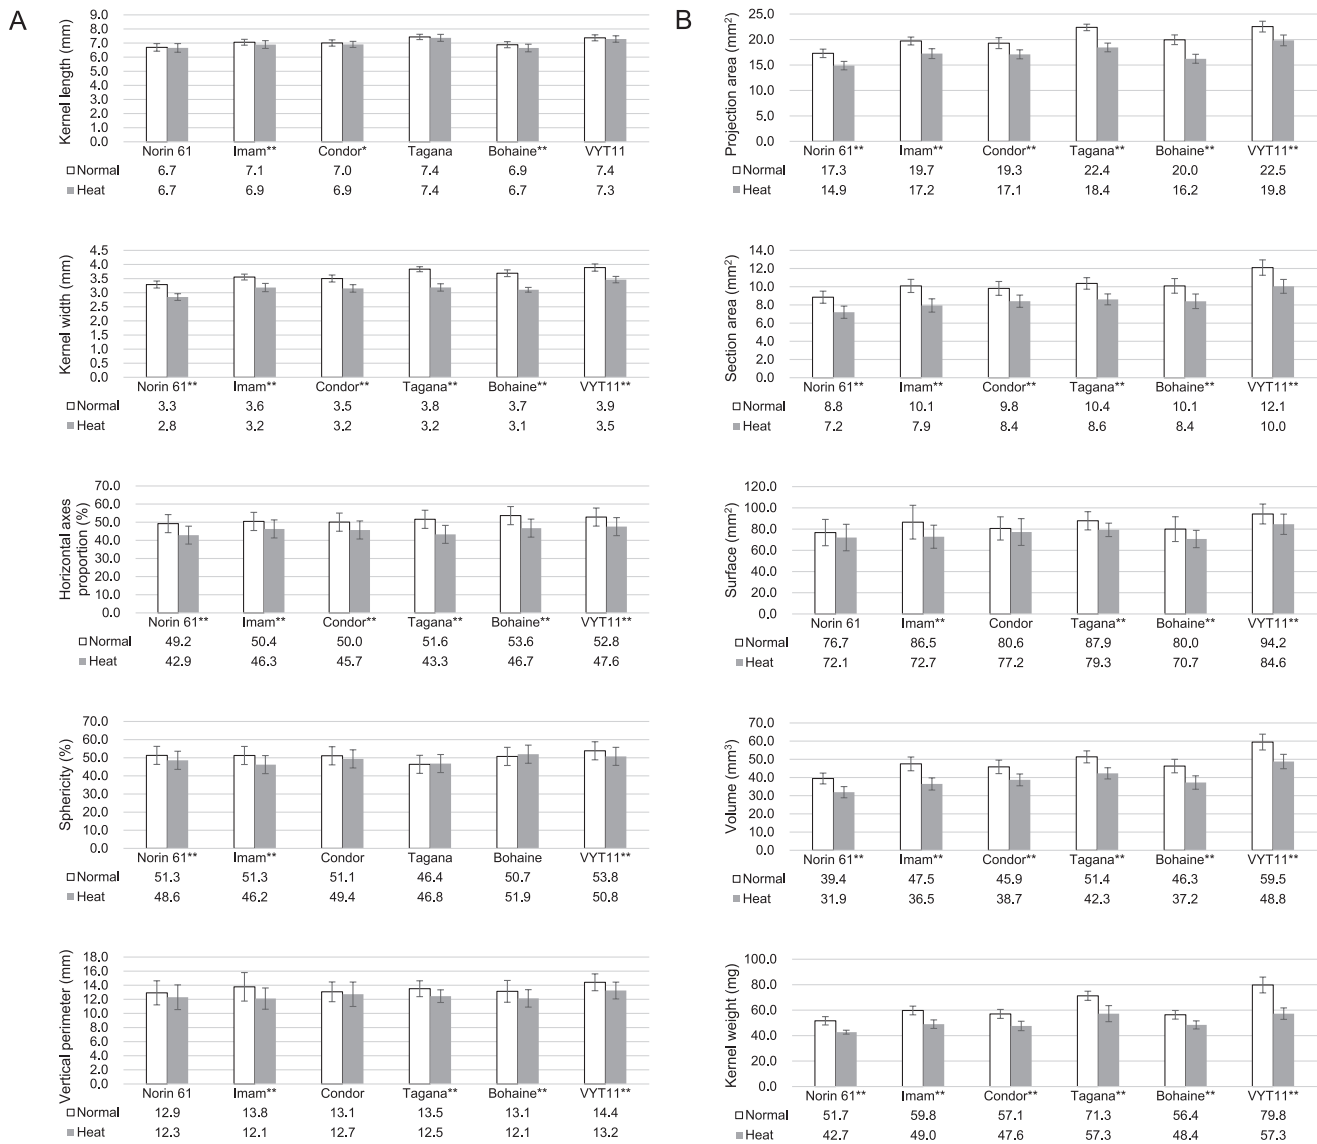 A
Kernel length (mm)
9.0
8.0
7.0
6.0
5.0
4.0
3.0
2.0
1.0
0.0
Norin 61 Imam** Condor* Tagana Bohaine** VYT11
Normal 6.7 7.1 7.0 7.4 6.9 7.4
Heat 6.7 6.9 6.9 7.4 6.7 7.3
Kernel width (mm)
4.5
4.0
3.5
3.0
2.5
2.0
1.5
1.0
0.5
0.0
Norin 61** Imam** Condor** Tagana** Bohaine** VYT11**
Normal 3.3 3.6 3.5 3.8 3.7 3.9
Heat 2.8 3.2 3.2 3.2 3.1 3.5
Horizontal axes
proportion (%)
70.0
60.0
50.0
40.0
30.0
20.0
10.0
0.0
Norin 61** Imam** Condor** Tagana** Bohaine** VYT11**
Normal 49.2 50.4 50.0 51.6 53.6 52.8
Heat 42.9 46.3 45.7 43.3 46.7 47.6
Sphericity (%)
70.0
60.0
50.0
40.0
30.0
20.0
10.0
0.0
Norin 61** Imam** Condor Tagana Bohaine VYT11**
Normal 51.3 51.3 51.1 46.4 50.7 53.8
Heat 48.6 46.2 49.4 46.8 51.9 50.8
Vertical perimeter (mm)
18.0
16.0
14.0
12.0
10.0
8.0
6.0
4.0
2.0
0.0
Norin 61 Imam** Condor Tagana** Bohaine** VYT11**
Normal 12.9 13.8 13.1 13.5 13.1 14.4
Heat 12.3 12.1 12.7 12.5 12.1 13.2
B
Projection area (mm²)
25.0
20.0
15.0
10.0
5.0
0.0
Norin 61** Imam** Condor** Tagana** Bohaine** VYT11**
Normal 17.3 19.7 19.3 22.4 20.0 22.5
Heat 14.9 17.2 17.1 18.4 16.2 19.8
Section area (mm²)
14.0
12.0
10.0
8.0
6.0
4.0
2.0
0.0
Norin 61** Imam** Condor** Tagana** Bohaine** VYT11**
Normal 8.8 10.1 9.8 10.4 10.1 12.1
Heat 7.2 7.9 8.4 8.6 8.4 10.0
Surface (mm²)
120.0
100.0
80.0
60.0
40.0
20.0
0.0
Norin 61 Imam** Condor Tagana** Bohaine** VYT11**
Normal 76.7 86.5 80.6 87.9 80.0 94.2
Heat 72.1 72.7 77.2 79.3 70.7 84.6
Volume (mm³)
70.0
60.0
50.0
40.0
30.0
20.0
10.0
0.0
Norin 61** Imam** Condor** Tagana** Bohaine** VYT11**
Normal 39.4 47.5 45.9 51.4 46.3 59.5
Heat 31.9 36.5 38.7 42.3 37.2 48.8
Kernel weight (mg)
100.0
80.0
60.0
40.0
20.0
0.0
Norin 61** Imam** Condor** Tagana** Bohaine** VYT11**
Normal 51.7 59.8 57.1 71.3 56.4 79.8
Heat 42.7 49.0 47.6 57.3 48.4 57.3